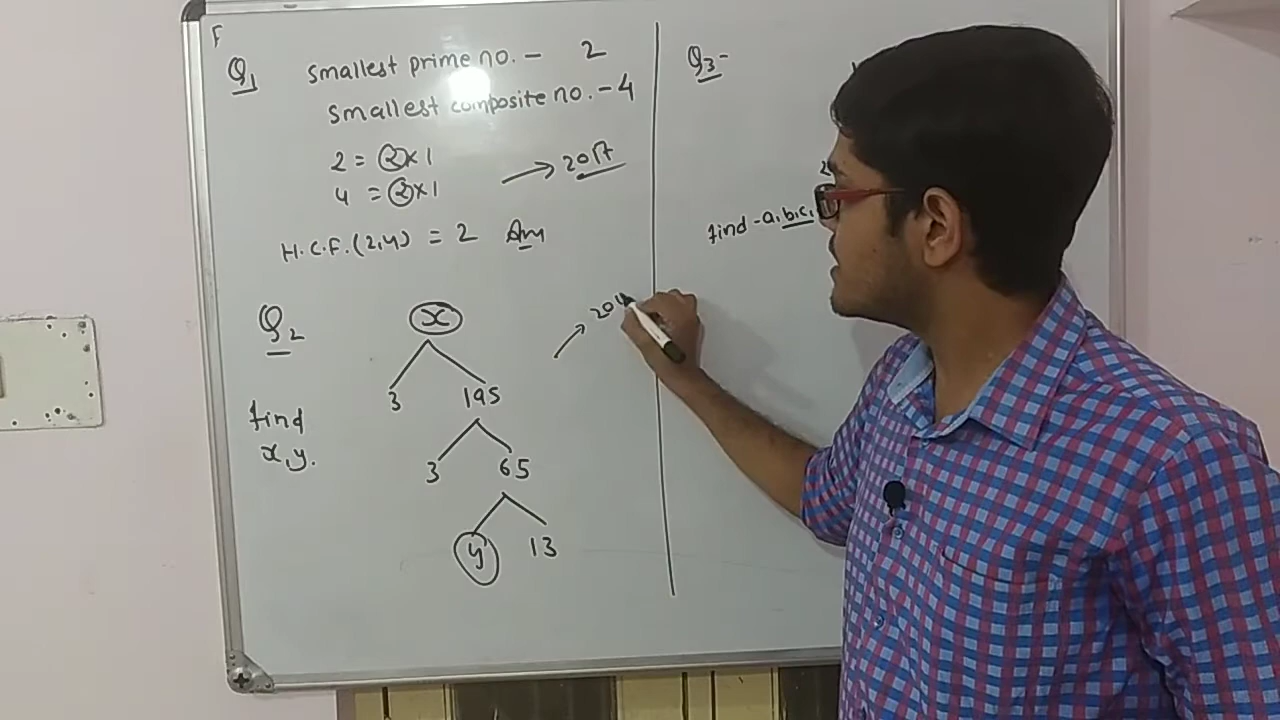 Q1 smallest prime no. - 2
smallest composite no. - 4
2 = 2×1
4 = 2×1
→ 2017
H.C.F.(2,4) = 2 Ans
Q2
find
x,y.
x
3 195
3 65
y 13
Q3-
find - a,b,c,